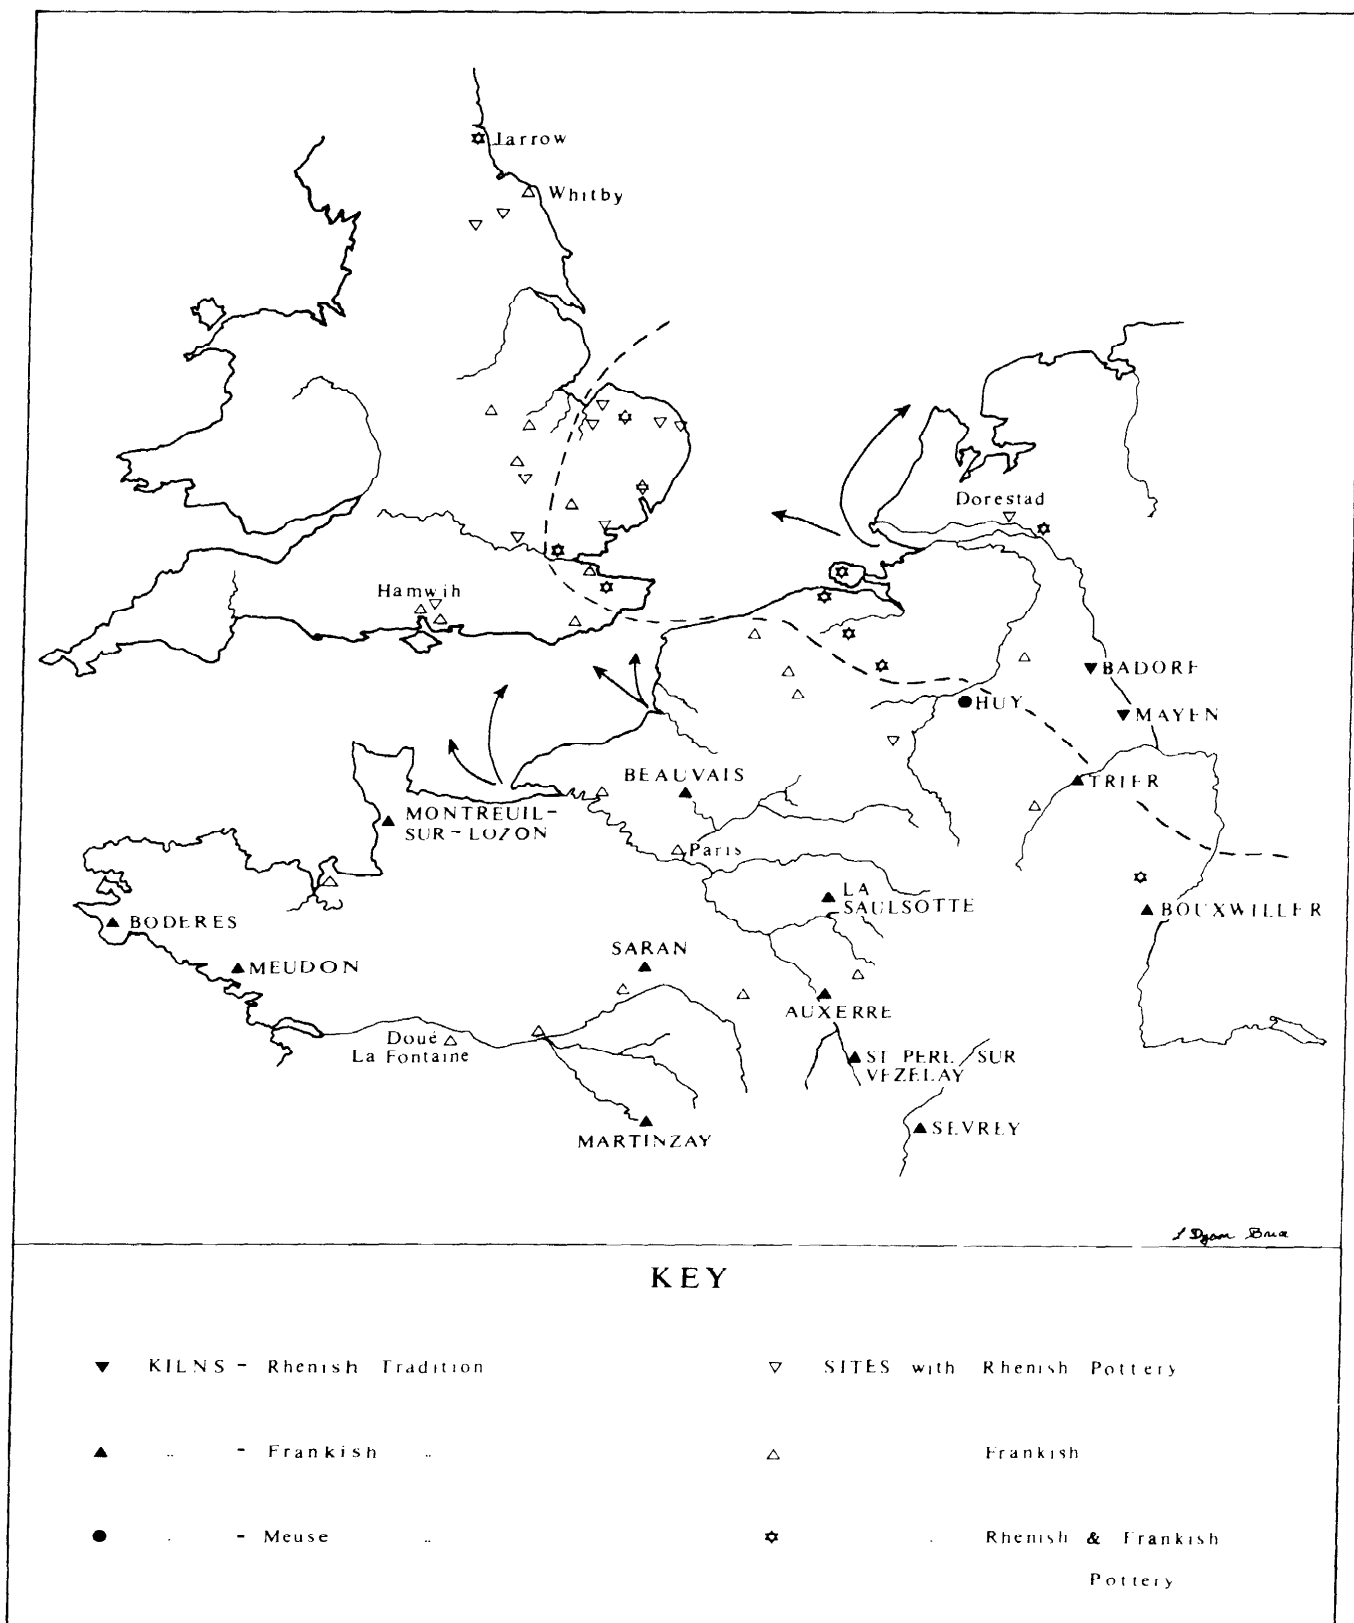 Jarrow
Whitby
Dorestad
Hamwih
BADORF
HUY
MAYEN
BEAUVAIS
TRIER
MONTREUIL-
SUR-LOZON
Paris
LA
SAULSOTTE
BODERES
BOUXWILLER
SARAN
MEUDON
AUXERRE
Doué
La Fontaine
ST PERE SUR
VEZELAY
SEVREY
MARTINZAY
KEY
KILNS - Rhenish Tradition
SITES with Rhenish Pottery
" - Frankish "
Frankish
" - Meuse "
" Rhenish & Frankish
Pottery